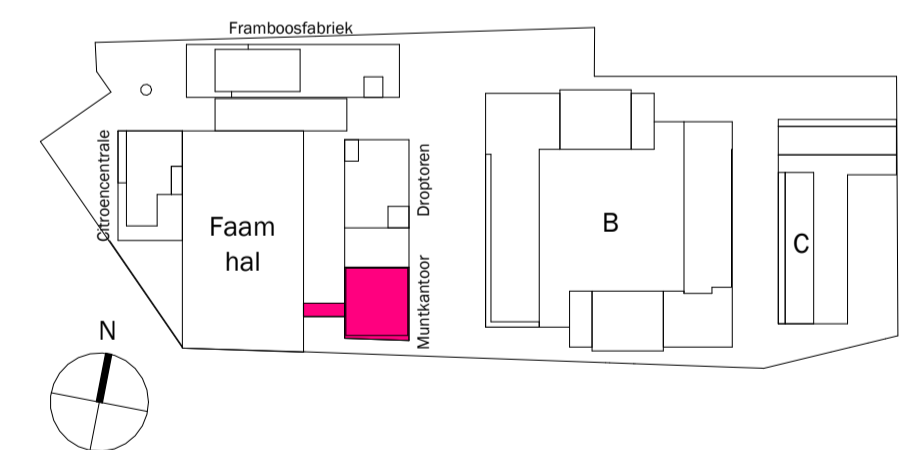 Framboosfabriek
Citroencentrale
Faam
hal
Droptoren
Muntkantoor
B
C
N